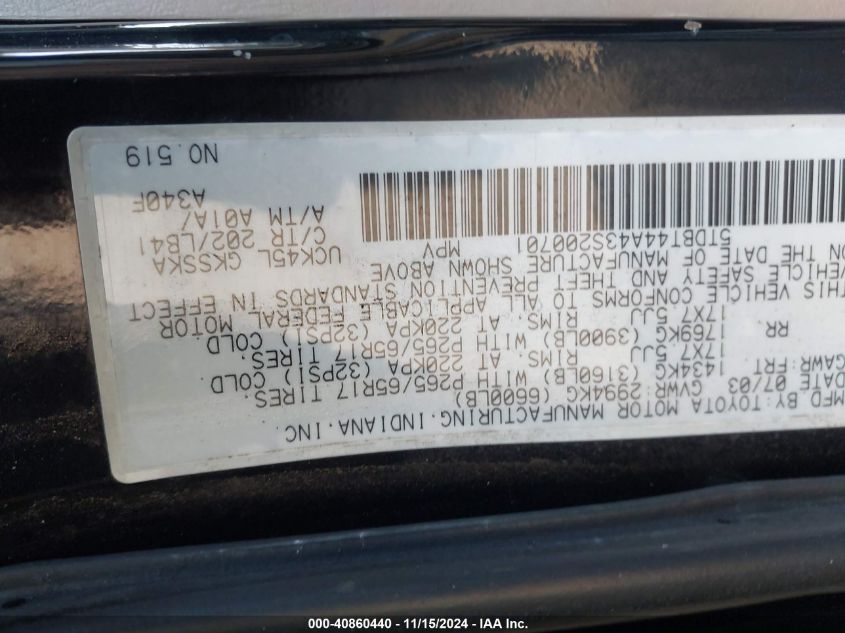 MFD.BY:TOYOTA MOTOR MANUFACTURING.INDIANA.INC
DATE 07/03 GVWR:2994KG (6600LB)
GAWR:FRT 1434KG (3160LB) WITH P265/65R17 TIRES.
17X7.5JJ RIMS. AT 220KPA (32PSI) COLD
RR 1769KG (3900LB) WITH P265/65R17 TIRES.
17X7.5JJ RIMS. AT 220KPA (32PSI) COLD
THIS VEHICLE CONFORMS TO ALL APPLICABLE FEDERAL MOTOR
VEHICLE SAFETY AND THEFT PREVENTION STANDARDS IN EFFECT
ON THE DATE OF MANUFACTURE SHOWN ABOVE
5TDBT44A43S200701 MPV
UCK45L GKSSKA
C/TR 202/LB41
A/TM A01A/ A340F
NO.519
000-40860440 - 11/15/2024 - IAA Inc.